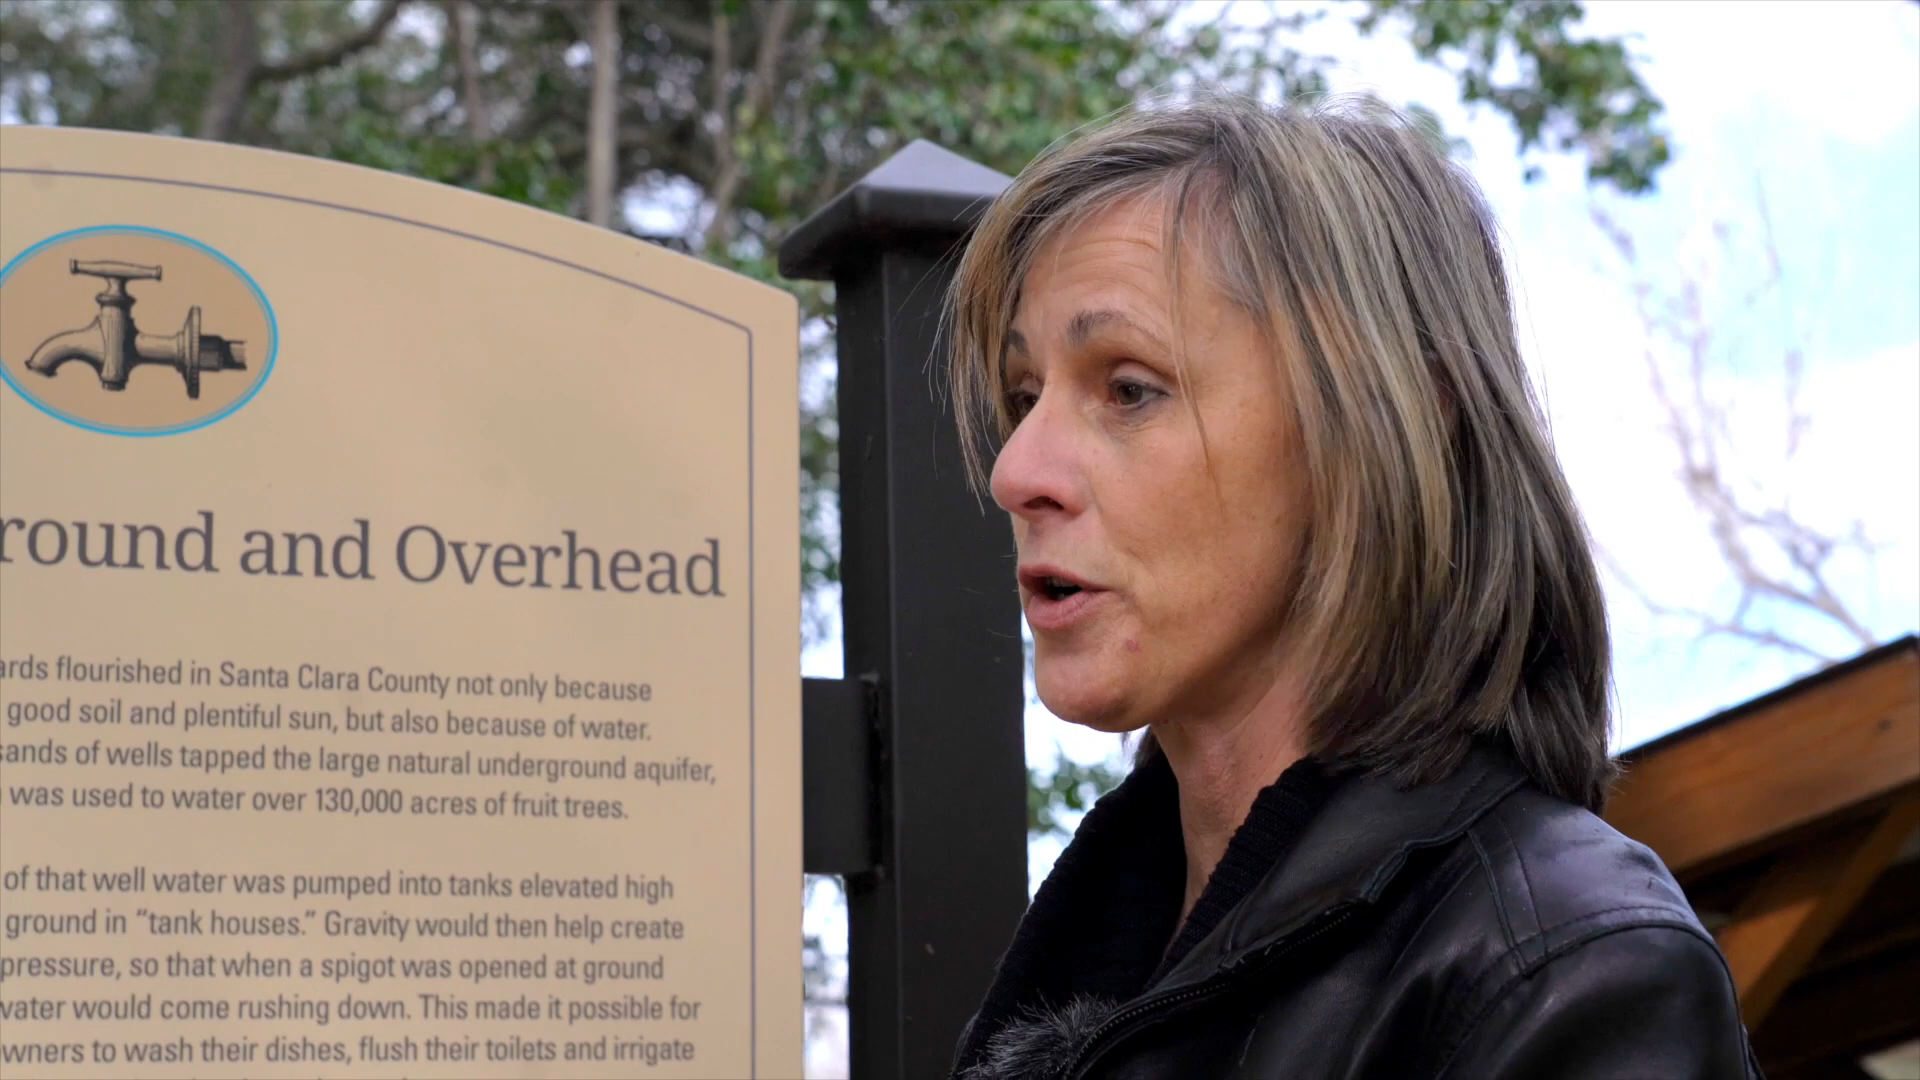 round and Overhead
ards flourished in Santa Clara County not only because
good soil and plentiful sun, but also because of water.
sands of wells tapped the large natural underground aquifer,
was used to water over 130,000 acres of fruit trees.
of that well water was pumped into tanks elevated high
ground in “tank houses.” Gravity would then help create
pressure, so that when a spigot was opened at ground
water would come rushing down. This made it possible for
wners to wash their dishes, flush their toilets and irrigate